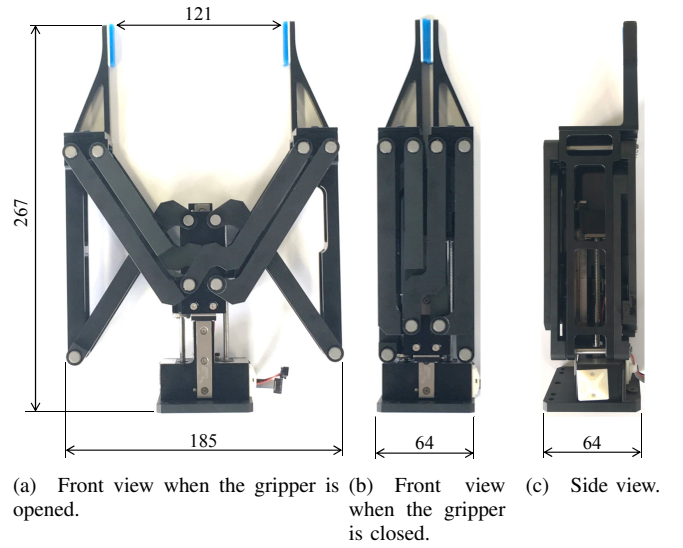 121
267
185
64
64
(a) Front view when the gripper is opened.
(b) Front view when the gripper is closed.
(c) Side view.